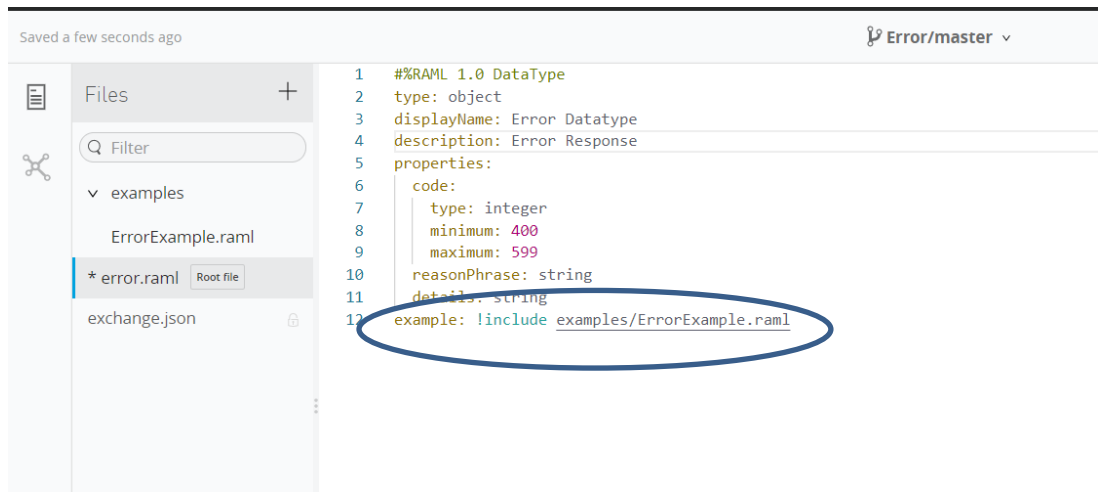 Saved a few seconds ago
Error/master
Files
Filter
examples
ErrorExample.raml
* error.raml Root file
exchange.json
1 #%RAML 1.0 DataType
2 type: object
3 displayName: Error Datatype
4 description: Error Response
5 properties:
6 code:
7 type: integer
8 minimum: 400
9 maximum: 599
10 reasonPhrase: string
11 details: string
12 example: !include examples/ErrorExample.raml